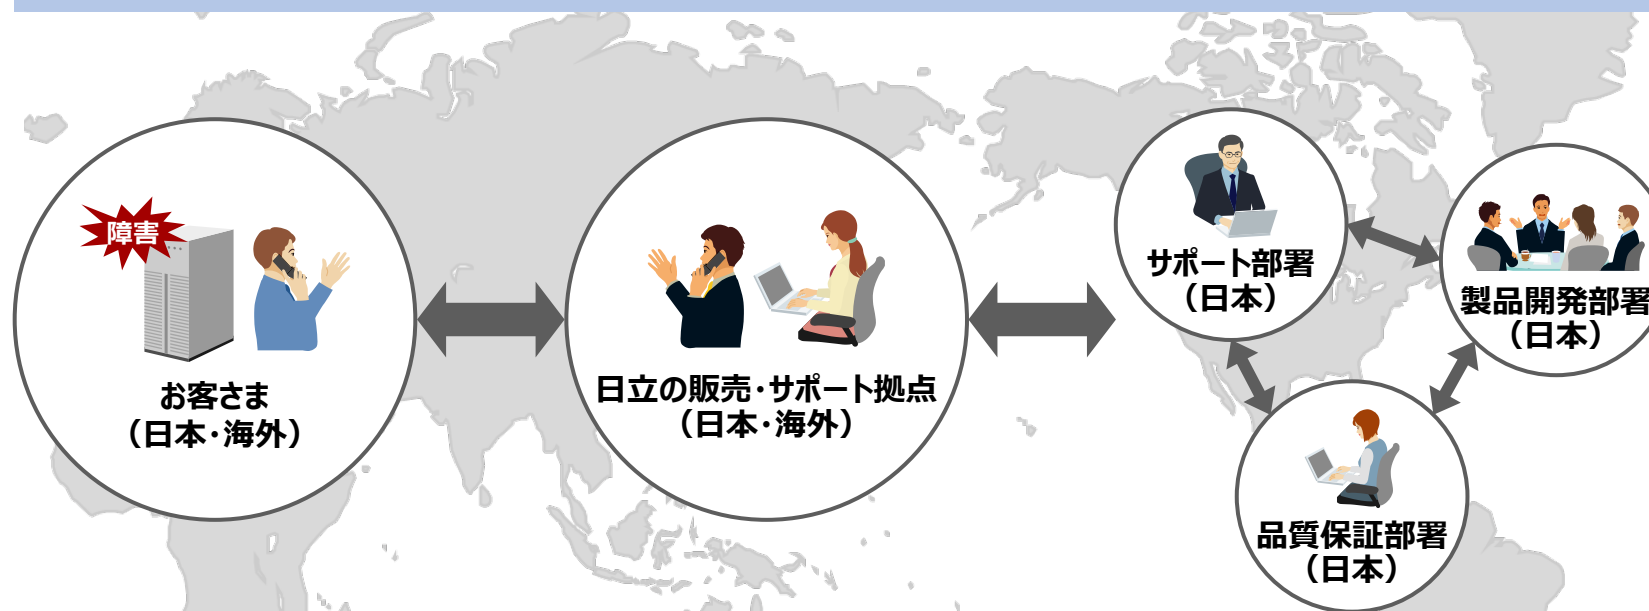 障害
お客さま
（日本・海外）
日立の販売・サポート拠点
（日本・海外）
サポート部署
（日本）
製品開発部署
（日本）
品質保証部署
（日本）